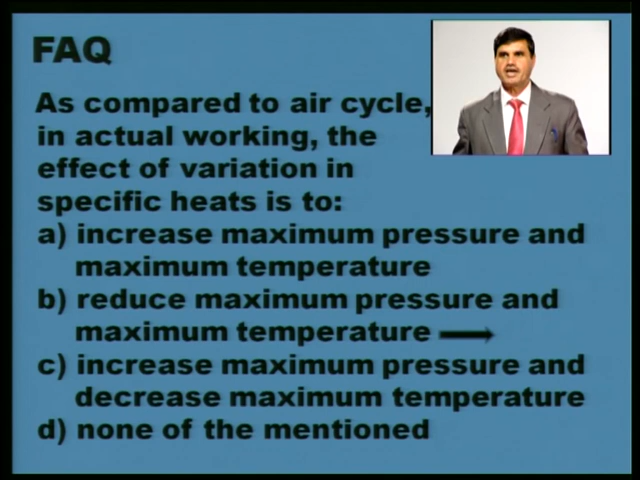 FAQ
As compared to air cycle,
in actual working, the
effect of variation in
specific heats is to:
a) increase maximum pressure and
maximum temperature
b) reduce maximum pressure and
maximum temperature
c) increase maximum pressure and
decrease maximum temperature
d) none of the mentioned